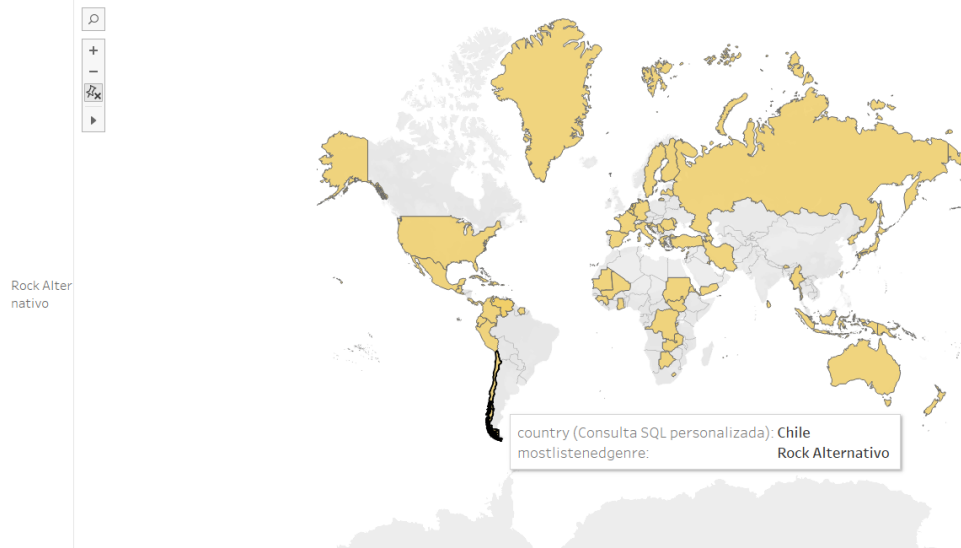 Rock Alter
nativo
country (Consulta SQL personalizada): Chile
mostlistenedgenre: Rock Alternativo